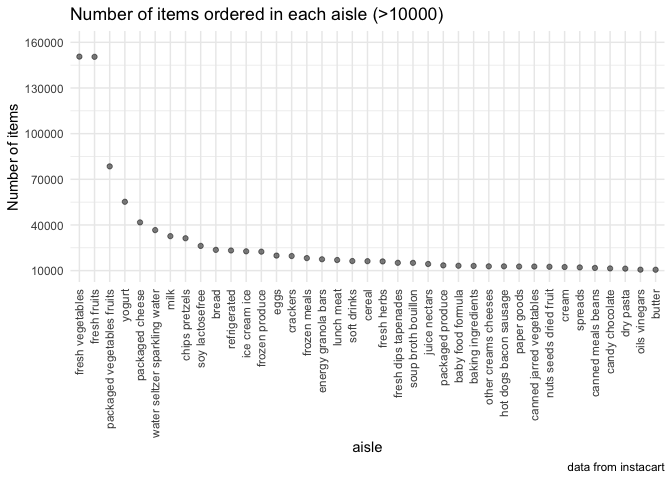 Number of items ordered in each aisle (>10000)
160000
130000
100000
70000
40000
10000
Number of items
fresh vegetables
fresh fruits
packaged vegetables fruits
yogurt
packaged cheese
water seltzer sparkling water
milk
chips pretzels
soy lactosefree
bread
refrigerated
ice cream ice
frozen produce
eggs
crackers
frozen meals
energy granola bars
lunch meat
soft drinks
cereal
fresh herbs
fresh dips tapenades
soup broth bouillon
juice nectars
packaged produce
baby food formula
baking ingredients
other creams cheeses
hot dogs bacon sausage
paper goods
canned jarred vegetables
nuts seeds dried fruit
cream
spreads
canned meals beans
candy chocolate
dry pasta
oils vinegars
butter
aisle
data from instacart